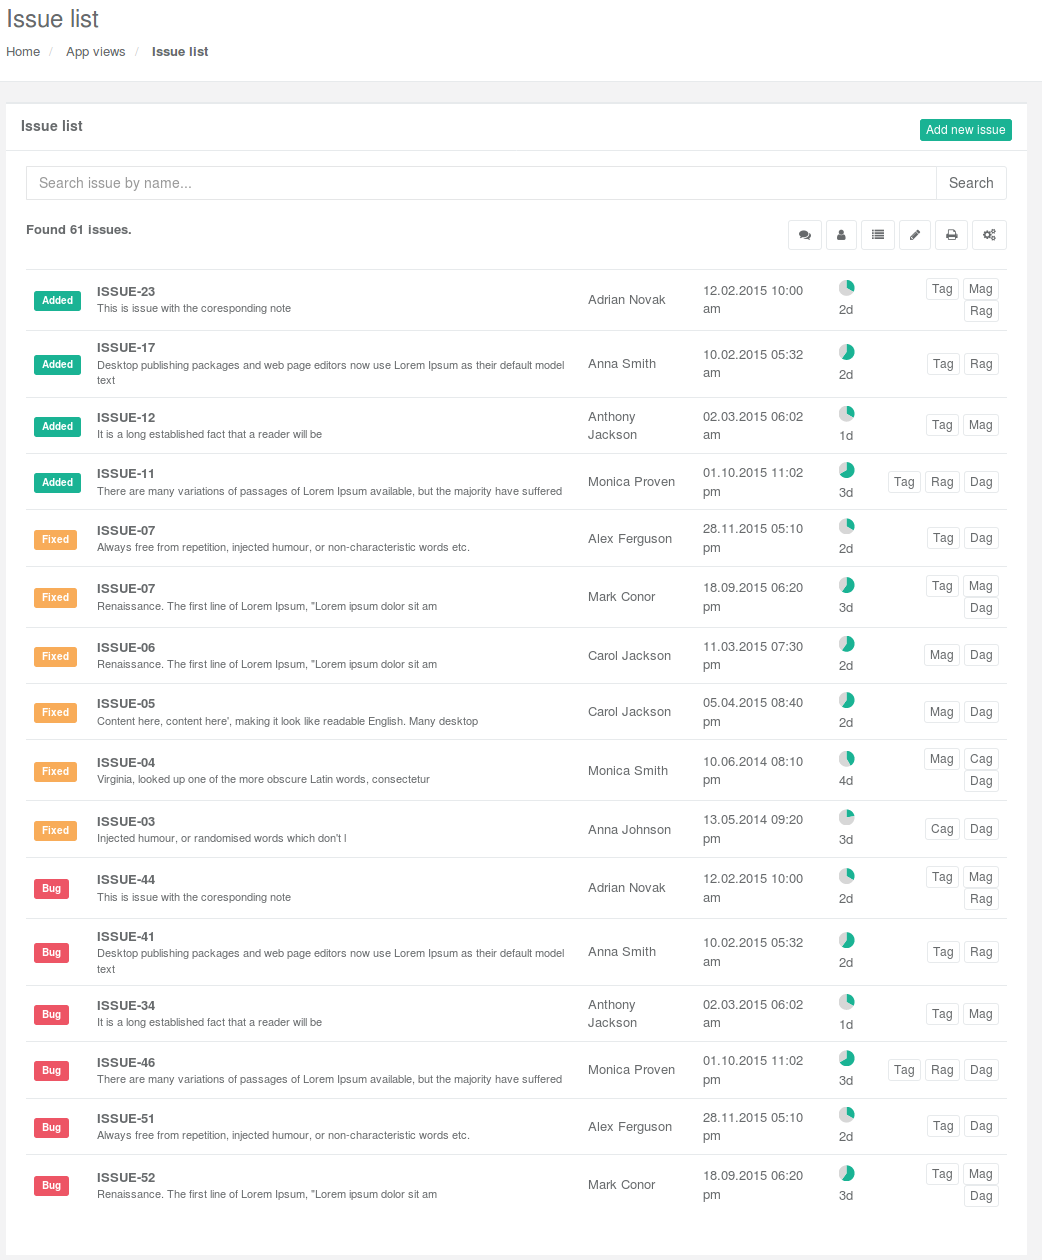 Issue list
Home / App views / Issue list
Issue list
Add new issue
Search issue by name...
Search
Found 61 issues.
Added ISSUE-23 This is issue with the coresponding note Adrian Novak 12.02.2015 10:00 am 2d Tag Mag Rag
Added ISSUE-17 Desktop publishing packages and web page editors now use Lorem Ipsum as their default model text Anna Smith 10.02.2015 05:32 am 2d Tag Rag
Added ISSUE-12 It is a long established fact that a reader will be Anthony Jackson 02.03.2015 06:02 am 1d Tag Mag
Added ISSUE-11 There are many variations of passages of Lorem Ipsum available, but the majority have suffered Monica Proven 01.10.2015 11:02 pm 3d Tag Rag Dag
Fixed ISSUE-07 Always free from repetition, injected humour, or non-characteristic words etc. Alex Ferguson 28.11.2015 05:10 pm 2d Tag Dag
Fixed ISSUE-07 Renaissance. The first line of Lorem Ipsum, "Lorem ipsum dolor sit am Mark Conor 18.09.2015 06:20 pm 3d Tag Mag Dag
Fixed ISSUE-06 Renaissance. The first line of Lorem Ipsum, "Lorem ipsum dolor sit am Carol Jackson 11.03.2015 07:30 pm 2d Mag Dag
Fixed ISSUE-05 Content here, content here', making it look like readable English. Many desktop Carol Jackson 05.04.2015 08:40 pm 2d Mag Dag
Fixed ISSUE-04 Virginia, looked up one of the more obscure Latin words, consectetur Monica Smith 10.06.2014 08:10 pm 4d Mag Cag Dag
Fixed ISSUE-03 Injected humour, or randomised words which don't l Anna Johnson 13.05.2014 09:20 pm 3d Cag Dag
Bug ISSUE-44 This is issue with the coresponding note Adrian Novak 12.02.2015 10:00 am 2d Tag Mag Rag
Bug ISSUE-41 Desktop publishing packages and web page editors now use Lorem Ipsum as their default model text Anna Smith 10.02.2015 05:32 am 2d Tag Rag
Bug ISSUE-34 It is a long established fact that a reader will be Anthony Jackson 02.03.2015 06:02 am 1d Tag Mag
Bug ISSUE-46 There are many variations of passages of Lorem Ipsum available, but the majority have suffered Monica Proven 01.10.2015 11:02 pm 3d Tag Rag Dag
Bug ISSUE-51 Always free from repetition, injected humour, or non-characteristic words etc. Alex Ferguson 28.11.2015 05:10 pm 2d Tag Dag
Bug ISSUE-52 Renaissance. The first line of Lorem Ipsum, "Lorem ipsum dolor sit am Mark Conor 18.09.2015 06:20 pm 3d Tag Mag Dag